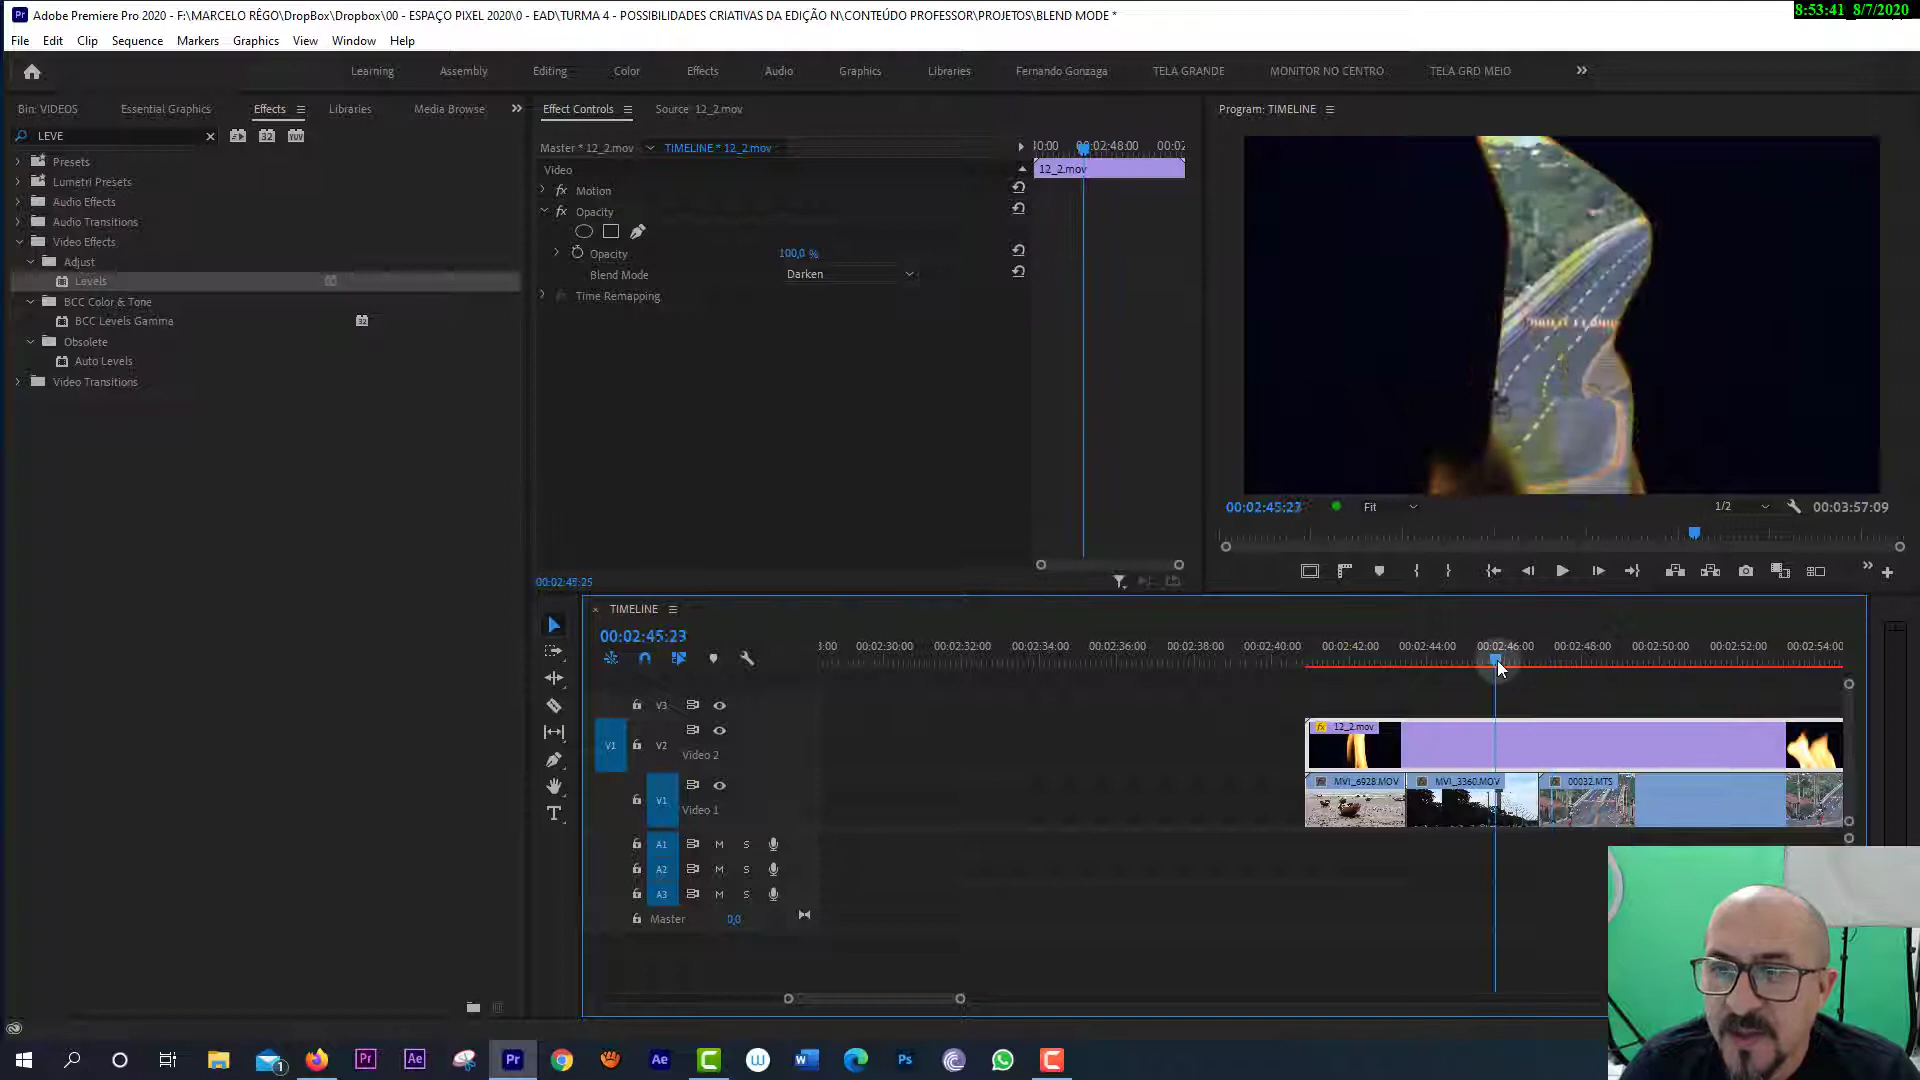 Adobe Premiere Pro 2020 - F:\MARCELO RÊGO\DropBox\Dropbox\00 - ESPAÇO PIXEL 2020\0 - EAD\TURMA 4 - POSSIBILIDADES CRIATIVAS DA EDIÇÃO N\CONTEÚDO PROFESSOR\PROJETOS\BLEND MODE *
8:53:41 8/7/2020
File Edit Clip Sequence Markers Graphics View Window Help
Learning Assembly Editing Color Effects Audio Graphics Libraries Fernando Gonzaga TELA GRANDE MONITOR NO CENTRO TELA GRD MEIO
Bin: VIDEOS Essential Graphics Effects Libraries Media Browse
Effect Controls Source: 12_2.mov
Program: TIMELINE
LEVE
Master * 12_2.mov TIMELINE * 12_2.mov
00:02:48:00
Video
12_2.mov
Presets
Lumetri Presets
Audio Effects
Audio Transitions
Video Effects
Adjust
Levels
BCC Color & Tone
BCC Levels Gamma
Obsolete
Auto Levels
Video Transitions
fx Motion
fx Opacity
Opacity 100,0 %
Blend Mode Darken
Time Remapping
00:02:45:25
00:02:45:23 Fit 1/2 00:03:57:09
TIMELINE
00:02:45:23
00:02:30:00 00:02:32:00 00:02:34:00 00:02:36:00 00:02:38:00 00:02:40:00 00:02:42:00 00:02:44:00 00:02:46:00 00:02:48:00 00:02:50:00 00:02:52:00 00:02:54:00
V3
V1 V2
Video 2
fx 12_2.mov
V1
Video 1
MVI_6928.MOV MVI_3360.MOV 00032.MTS
A1 M S
A2 M S
A3 M S
Master 0,0